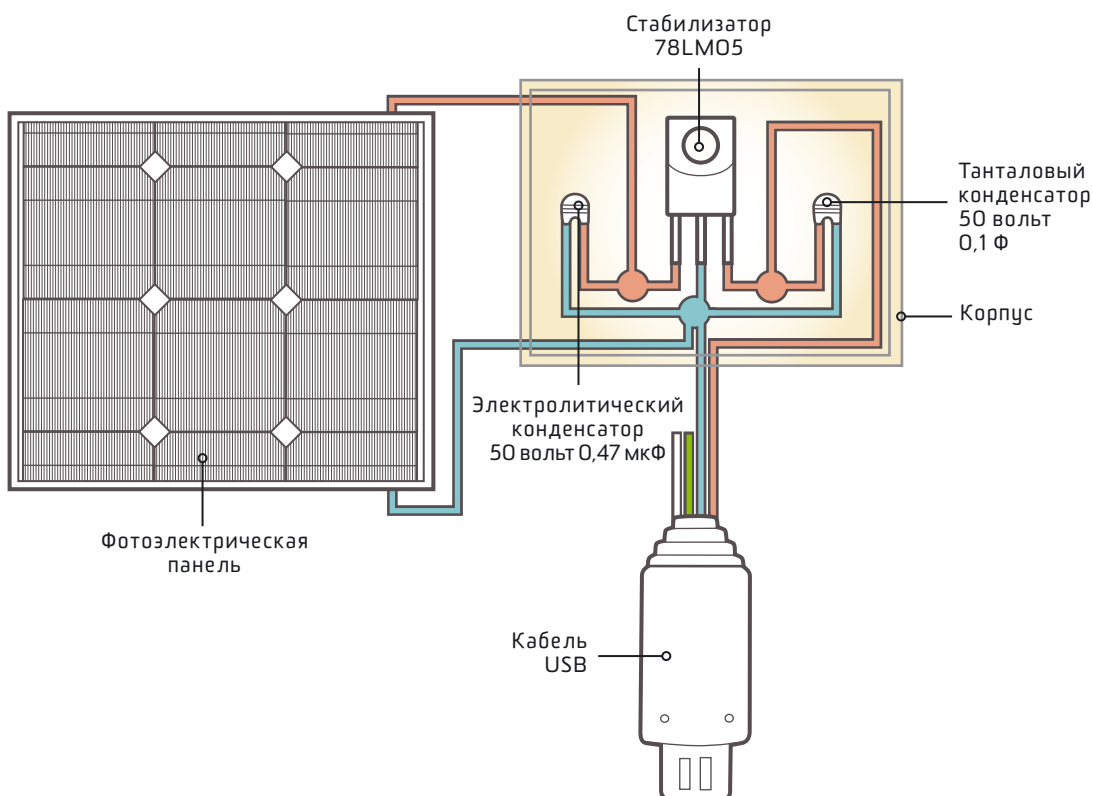 Стабилизатор
78LM05
Танталовый
конденсатор
50 вольт
0,1 Ф
Корпус
Электролитический
конденсатор
50 вольт 0,47 мкФ
Фотоэлектрическая
панель
Кабель
USB